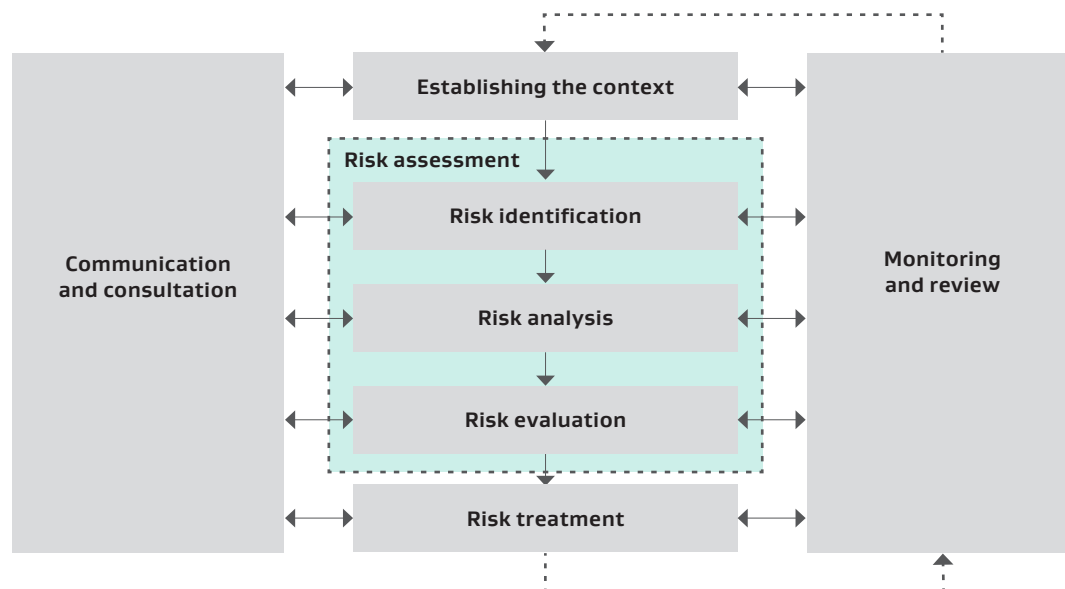 Establishing the context
Risk assessment
Risk identification
Communication
and consultation
Monitoring
and review
Risk analysis
Risk evaluation
Risk treatment